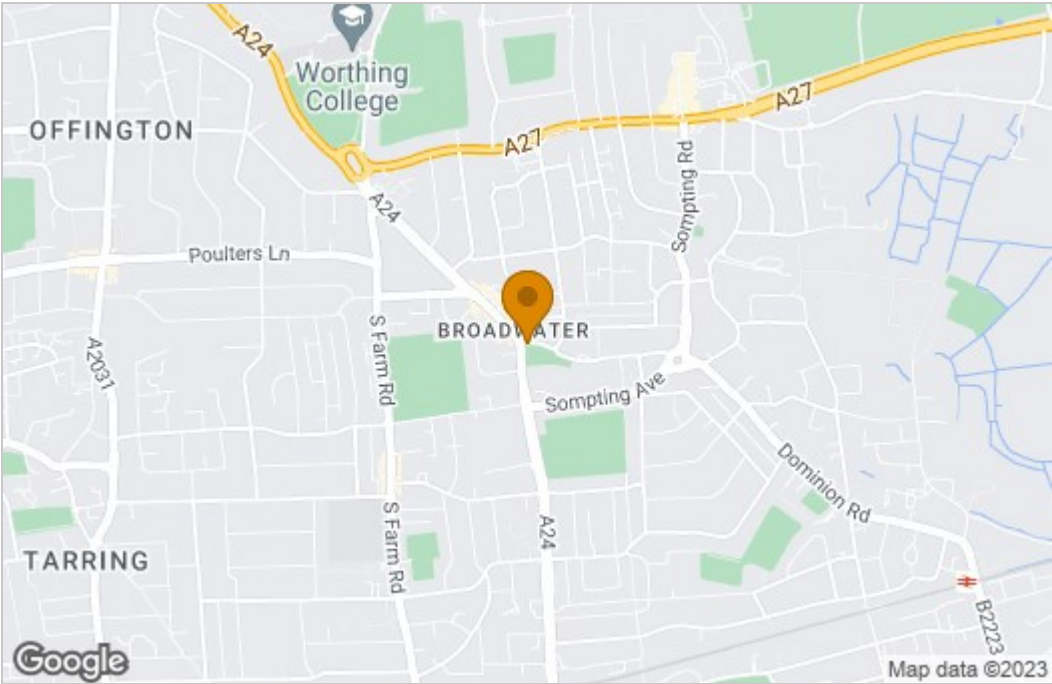 A24
Worthing
College
OFFINGTON
A27
A27
Sompting Rd
A24
Poulters Ln
BROADWATER
S Farm Rd
A2031
Sompting Ave
Dominion Rd
A24
S Farm Rd
TARRING
B2223
Google
Map data ©2023